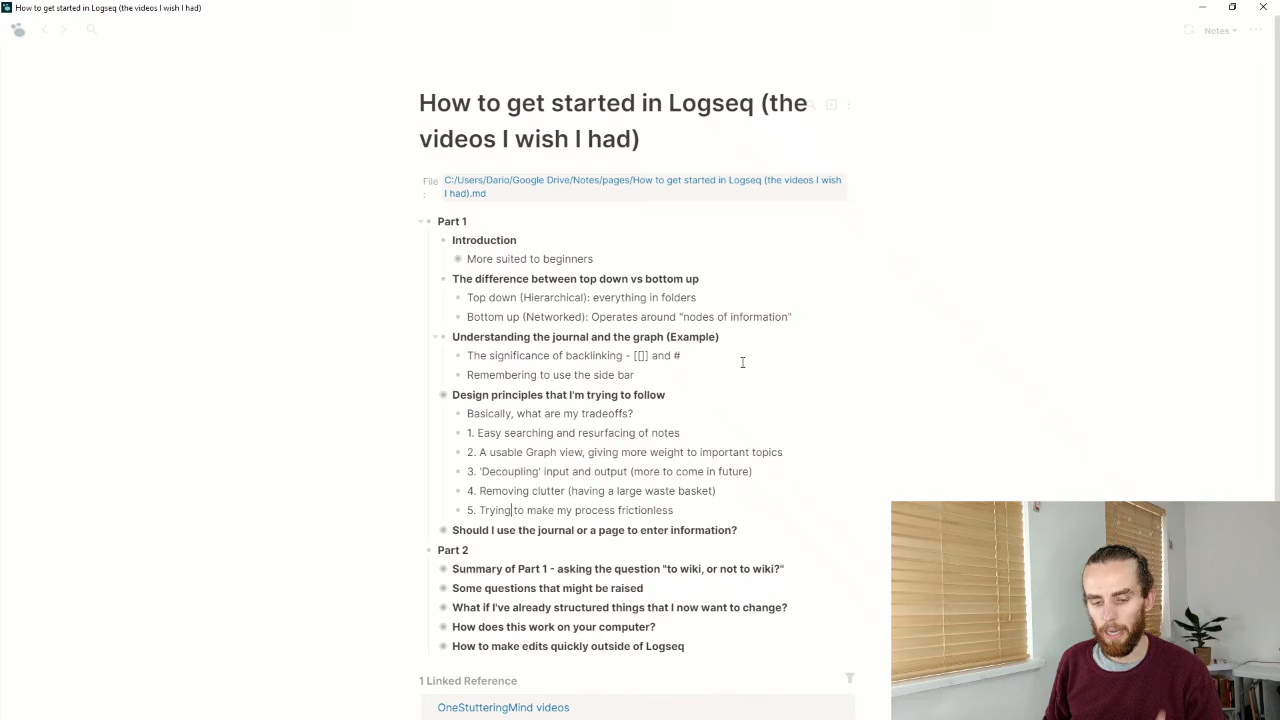 How to get started in Logseq (the videos I wish I had)
Notes
How to get started in Logseq (the
videos I wish I had)
File
:
C:/Users/Dario/Google Drive/Notes/pages/How to get started in Logseq (the videos I wish
I had).md
Part 1
Introduction
More suited to beginners
The difference between top down vs bottom up
Top down (Hierarchical): everything in folders
Bottom up (Networked): Operates around "nodes of information"
Understanding the journal and the graph (Example)
The significance of backlinking - [[]] and #
Remembering to use the side bar
Design principles that I'm trying to follow
Basically, what are my tradeoffs?
1. Easy searching and resurfacing of notes
2. A usable Graph view, giving more weight to important topics
3. 'Decoupling' input and output (more to come in future)
4. Removing clutter (having a large waste basket)
5. Trying to make my process frictionless
Should I use the journal or a page to enter information?
Part 2
Summary of Part 1 - asking the question "to wiki, or not to wiki?"
Some questions that might be raised
What if I've already structured things that I now want to change?
How does this work on your computer?
How to make edits quickly outside of Logseq
1 Linked Reference
OneStutteringMind videos